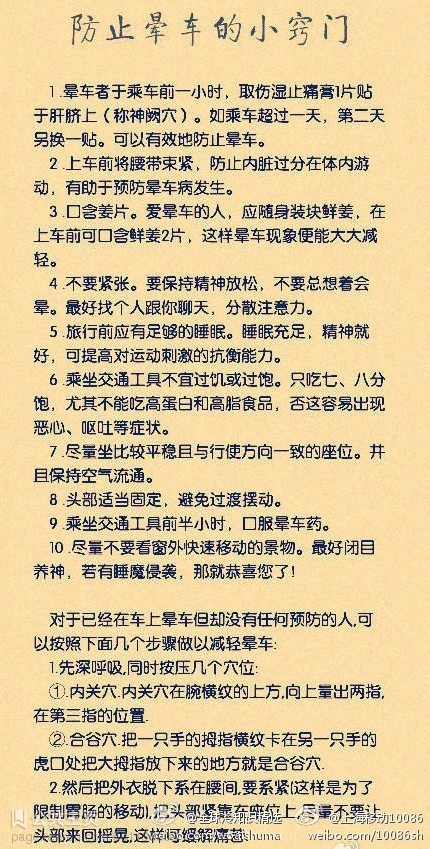 防止晕车的小窍门
1.晕车者于乘车前一小时，取伤湿止痛膏1片贴
于肝脐上（称神阙穴）。如乘车超过一天，第二天
另换一贴。可以有效地防止晕车。
2.上车前将腰带束紧，防止内脏过分在体内游
动，有助于预防晕车病发生。
3.口含姜片。爱晕车的人，应随身装块鲜姜，在
上车前可口含鲜姜2片，这样晕车现象便能大大减
轻。
4.不要紧张。要保持精神放松，不要总想着会
晕。最好找个人跟你聊天，分散注意力。
5.旅行前应有足够的睡眠。睡眠充足，精神就
好，可提高对运动刺激的抗衡能力。
6.乘坐交通工具不宜过饥或过饱。只吃七、八分
饱，尤其不能吃高蛋白和高脂食品，否这容易出现
恶心、呕吐等症状。
7.尽量坐比较平稳且与行使方向一致的座位。并
且保持空气流通。
8.头部适当固定，避免过渡摆动。
9.乘坐交通工具前半小时，口服晕车药。
10.尽量不要看窗外快速移动的景物。最好闭目
养神，若有睡魔侵袭，那就恭喜您了！
对于已经在车上晕车但却没有任何预防的人,可
以按照下面几个步骤做以减轻晕车:
1.先深呼吸,同时按压几个穴位:
①.内关穴.内关穴在腕横纹的上方,向上量出两指,
在第三指的位置.
②.合谷穴.把一只手的拇指横纹卡在另一只手的
虎口处把大拇指放下来的地方就是合谷穴.
2.然后把外衣脱下系在腰间,要系紧(这样是为了
限制胃肠的移动,把头部紧靠车座位上,尽量不要让
头部来回摇晃,这样可缓解痛苦
@上海移动10086
weibo.com/10086sh